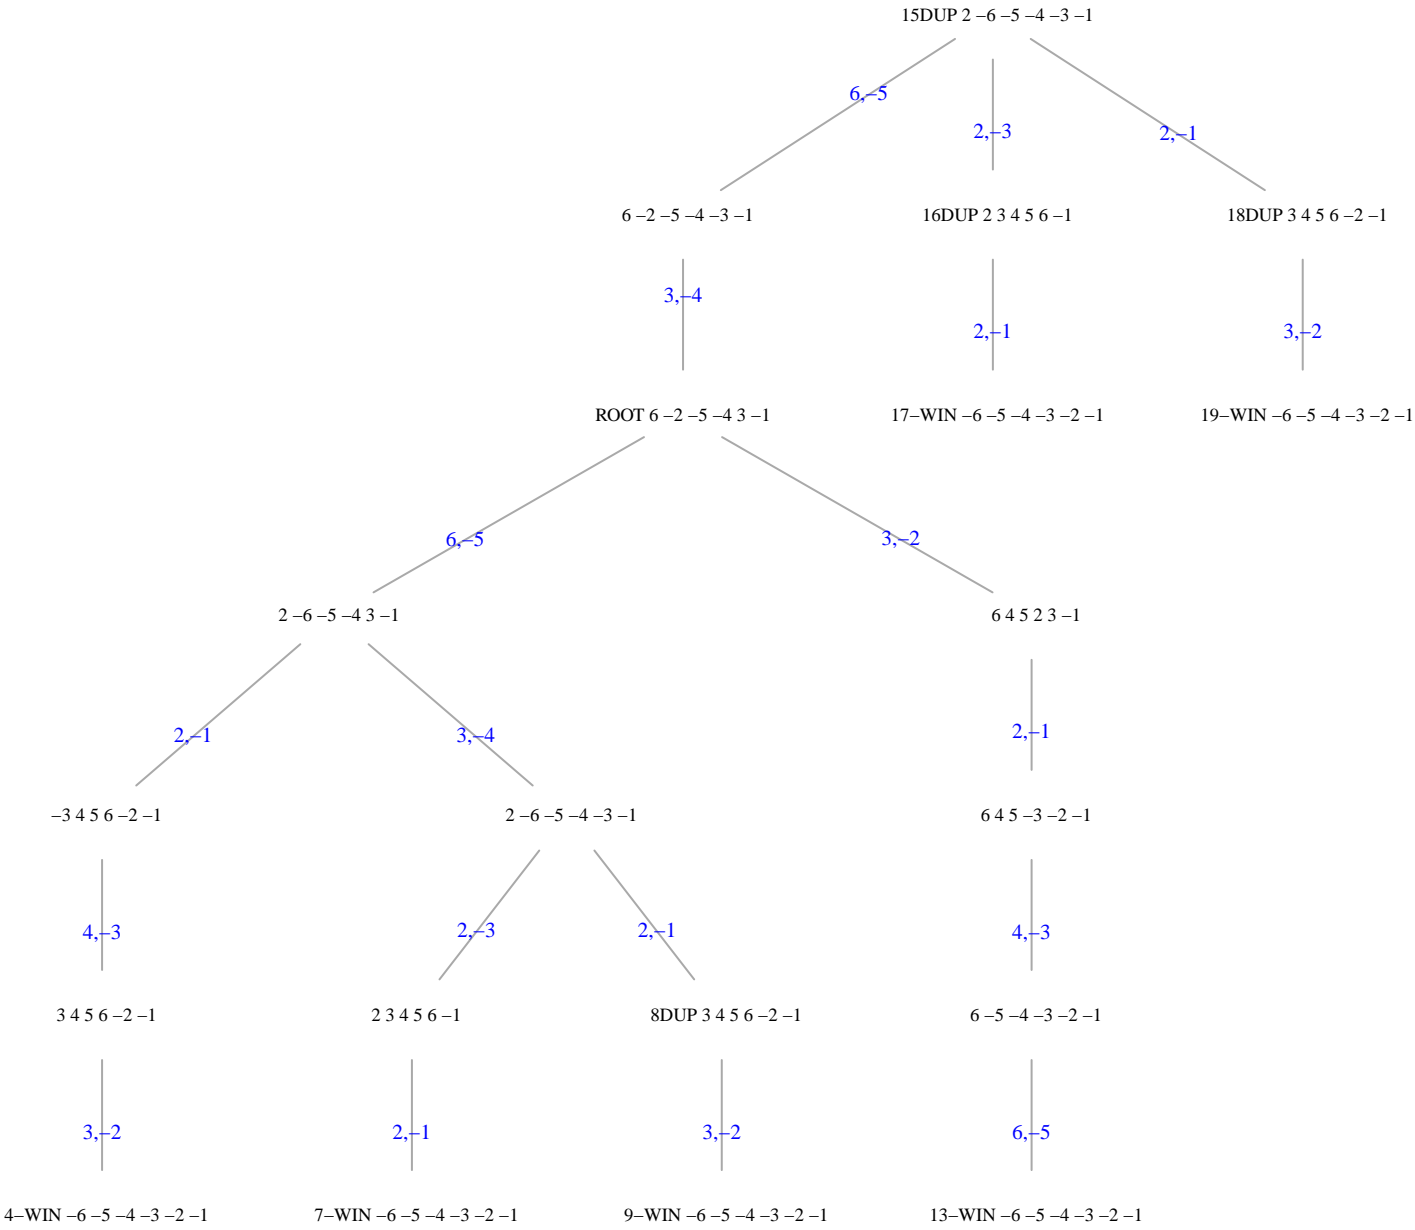 15DUP 2 –6 –5 –4 –3 –1
6,–5
2,–3
2,–1
6 –2 –5 –4 –3 –1
16DUP 2 3 4 5 6 –1
18DUP 3 4 5 6 –2 –1
3,–4
2,–1
3,–2
ROOT 6 –2 –5 –4 3 –1
17–WIN –6 –5 –4 –3 –2 –1
19–WIN –6 –5 –4 –3 –2 –1
6,–5
3,–2
2 –6 –5 –4 3 –1
6 4 5 2 3 –1
2,–1
3,–4
2,–1
–3 4 5 6 –2 –1
2 –6 –5 –4 –3 –1
6 4 5 –3 –2 –1
4,–3
2,–3
2,–1
4,–3
3 4 5 6 –2 –1
2 3 4 5 6 –1
8DUP 3 4 5 6 –2 –1
6 –5 –4 –3 –2 –1
3,–2
2,–1
3,–2
6,–5
4–WIN –6 –5 –4 –3 –2 –1
7–WIN –6 –5 –4 –3 –2 –1
9–WIN –6 –5 –4 –3 –2 –1
13–WIN –6 –5 –4 –3 –2 –1